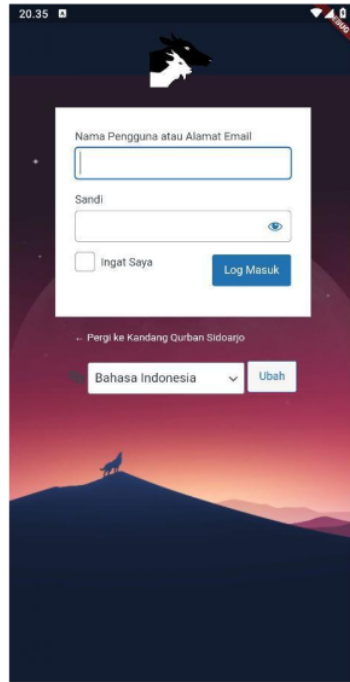 20.35
DEBUG
Nama Pengguna atau Alamat Email
Sandi
Ingat Saya
Log Masuk
← Pergi ke Kandang Qurban Sidoarjo
Bahasa Indonesia
Ubah